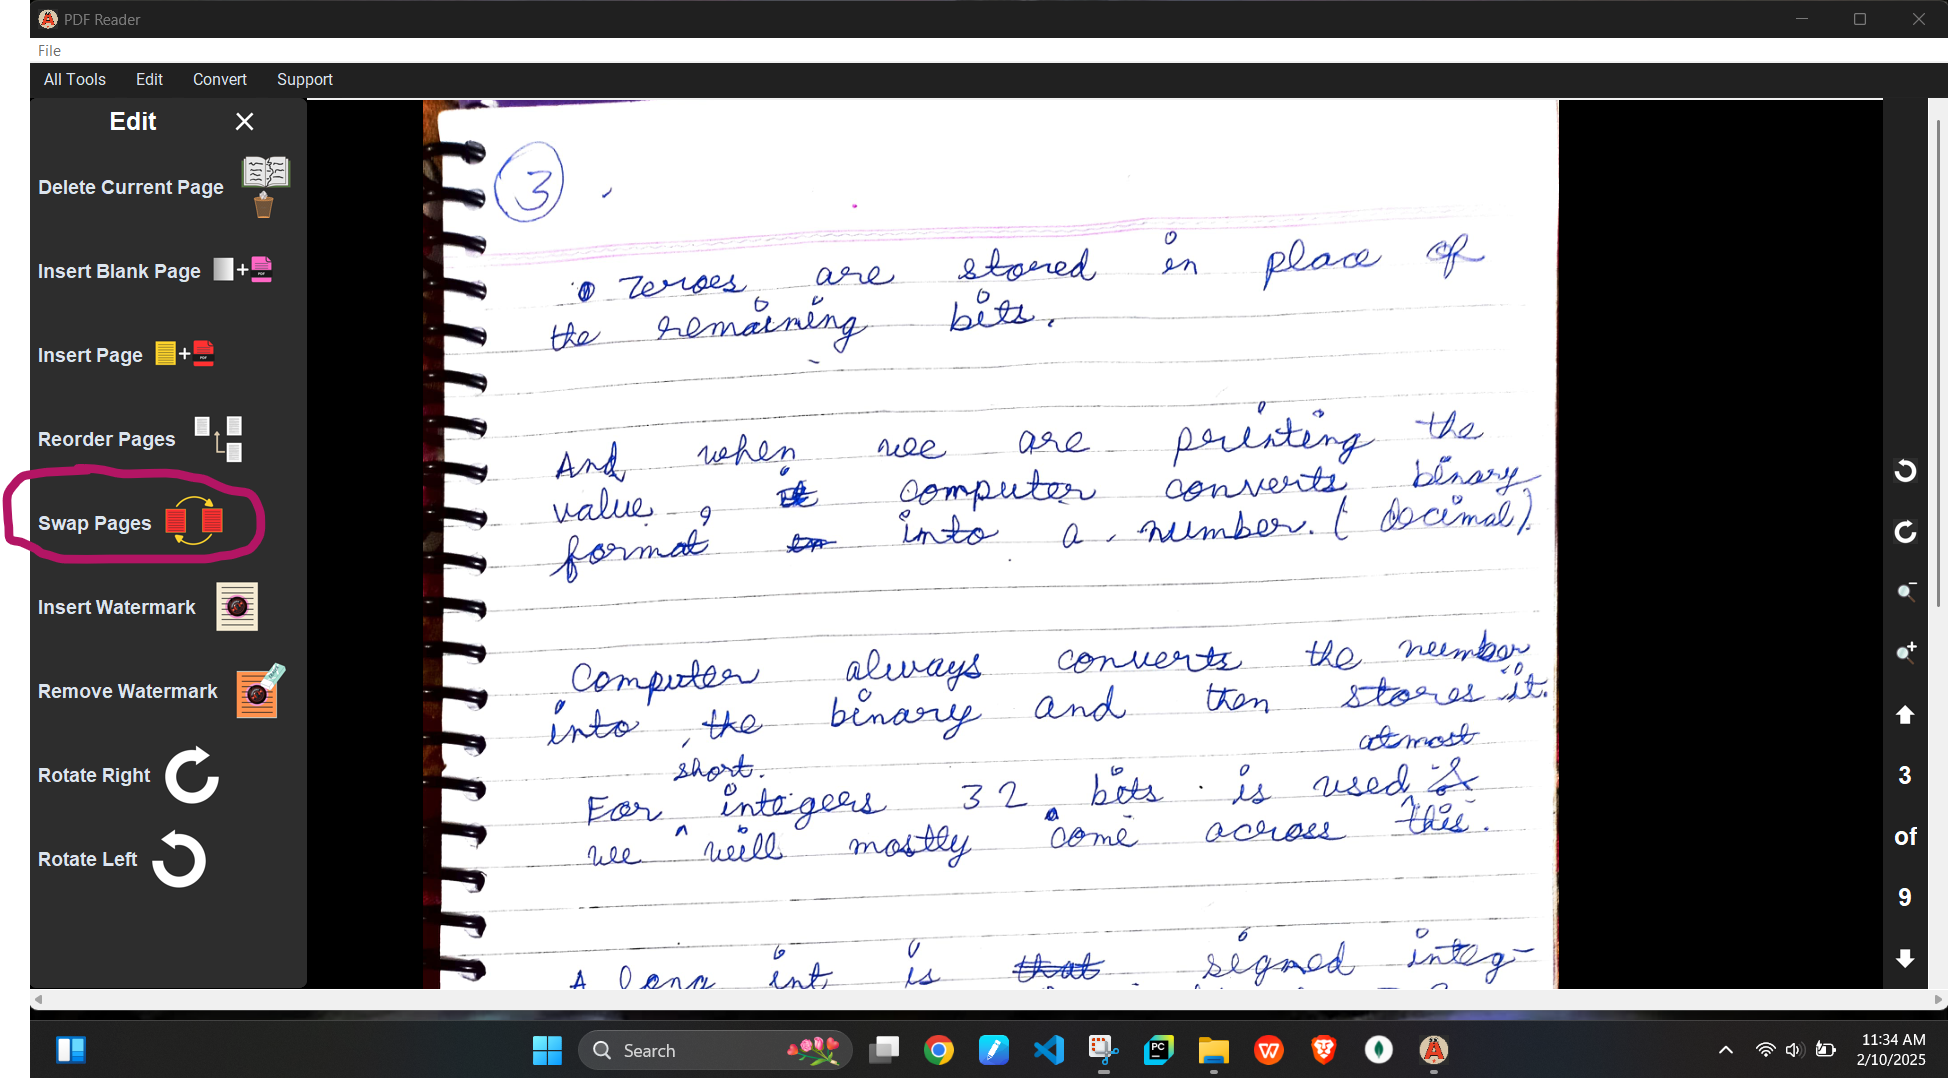 PDF Reader
File
All Tools Edit Convert Support
Edit
Delete Current Page
Insert Blank Page
Insert Page
Reorder Pages
Swap Pages
Insert Watermark
Remove Watermark
Rotate Right
Rotate Left
3
zeroes are stored in place of
the remaining bits.
And when we are printing the
value, computer converts binary
format into a number. (decimal).
Computer always converts the number
into the binary and then stores it.
short. atmost
For integers 32 bits is used &
we will mostly come across this.
A long int is that signed integ-
3
of
9
Search
11:34 AM
2/10/2025